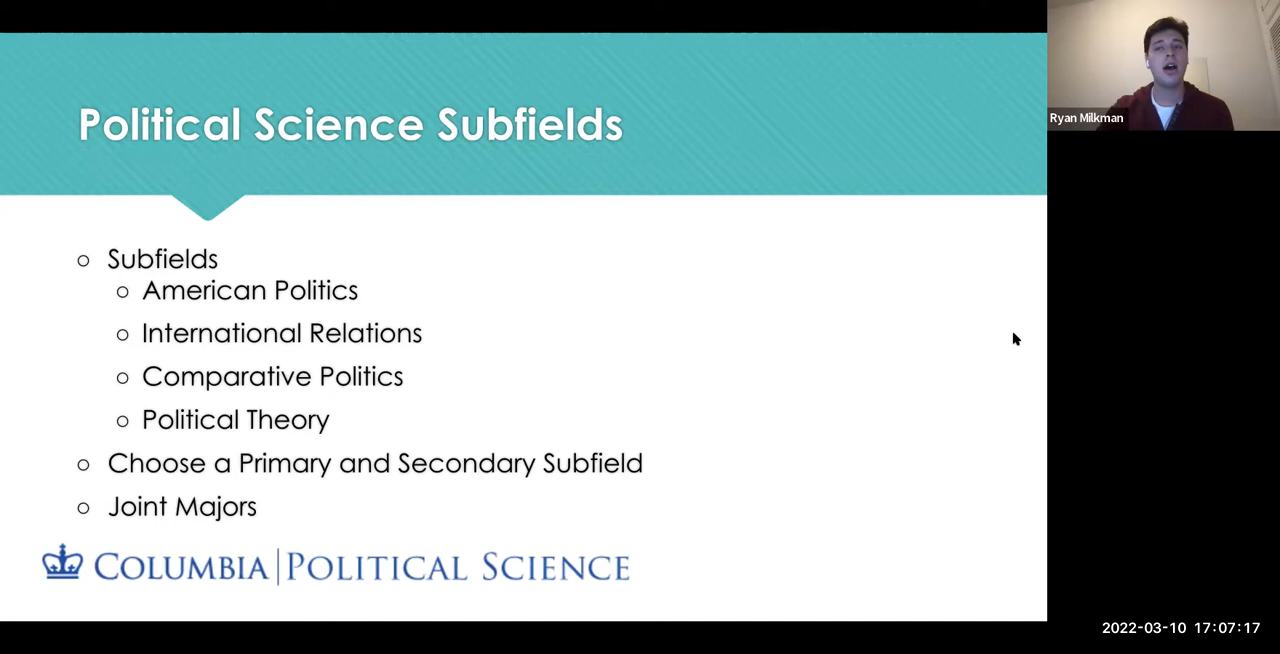 Political Science Subfields
Ryan Milkman
Subfields
American Politics
International Relations
Comparative Politics
Political Theory
Choose a Primary and Secondary Subfield
Joint Majors
COLUMBIA | POLITICAL SCIENCE
2022-03-10 17:07:17